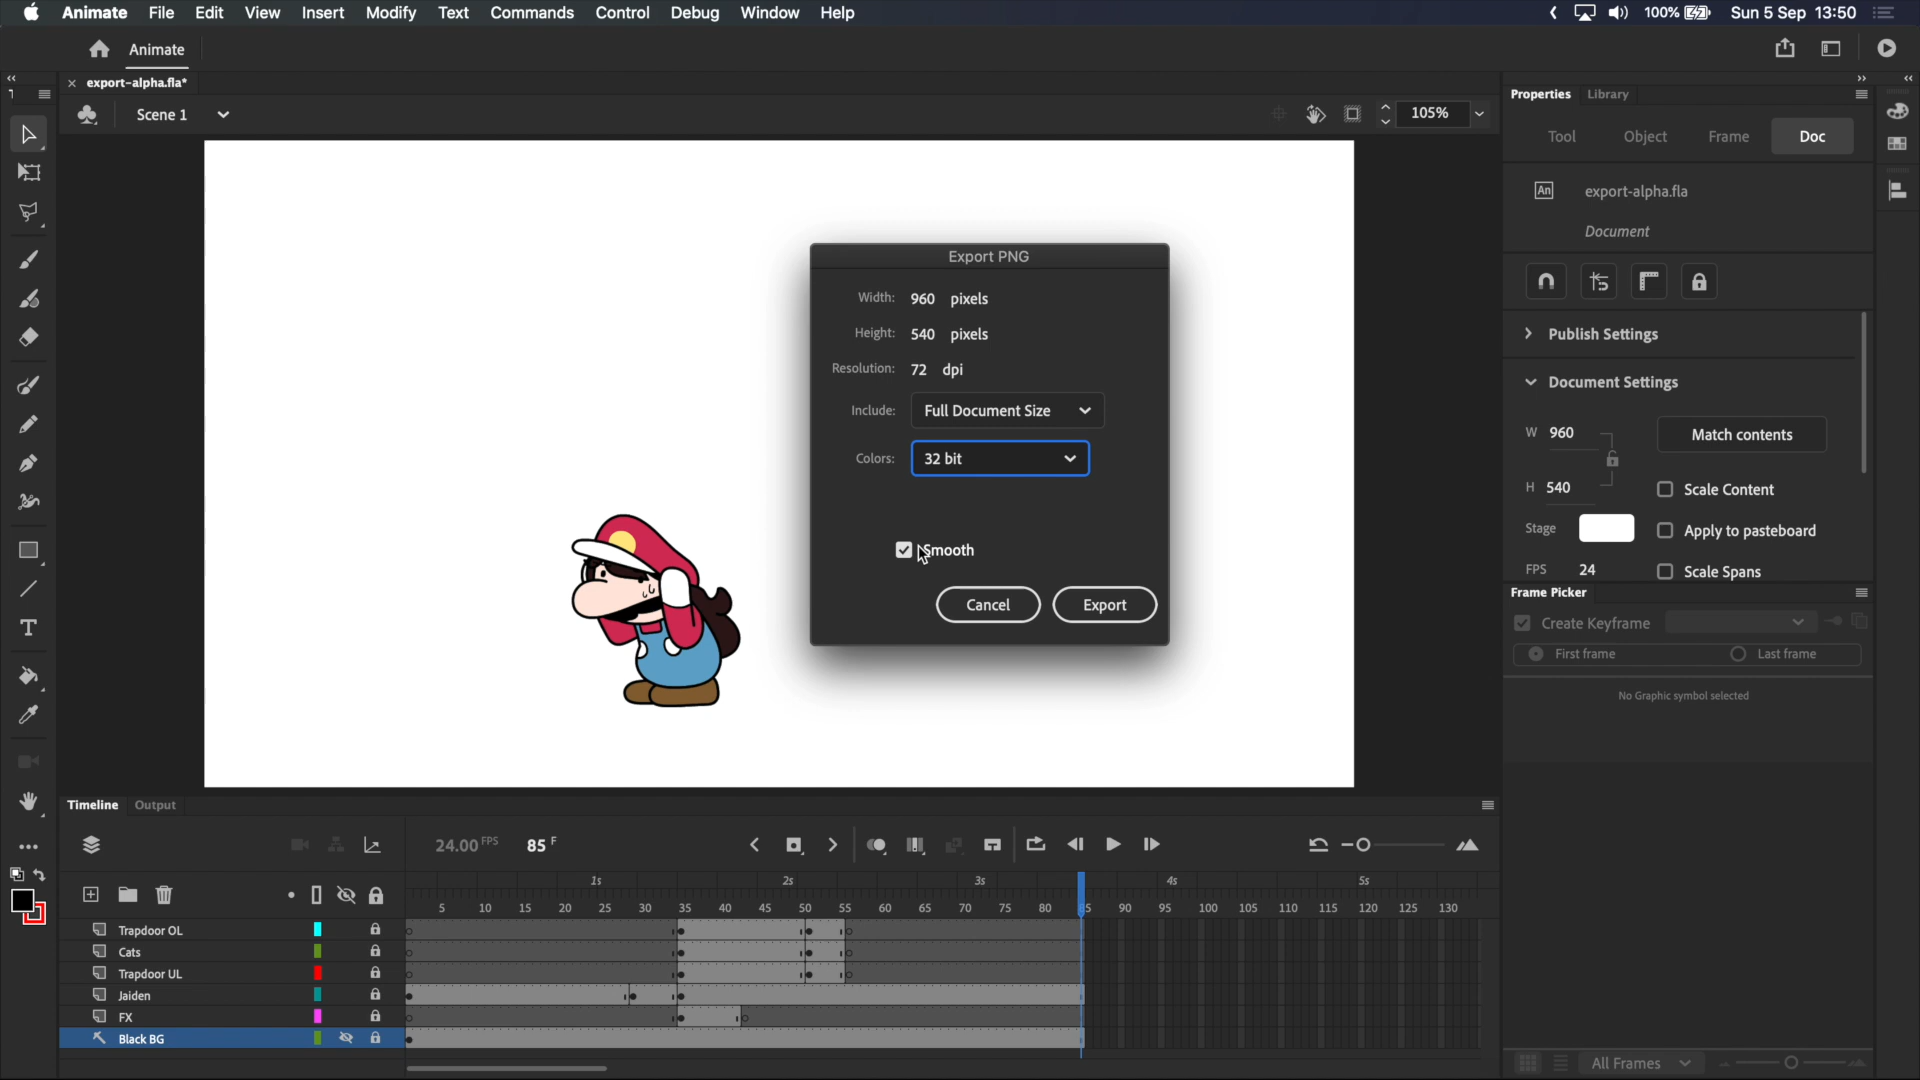 Animate File Edit View Insert Modify Text Commands Control Debug Window Help 100% Sun 5 Sep 13:50
Animate
export-alpha.fla*
Scene 1
105%
Properties Library
Tool Object Frame Doc
An export-alpha.fla
Document
Publish Settings
Document Settings
W 960
Match contents
H 540
Scale Content
Stage
Apply to pasteboard
FPS 24
Scale Spans
Frame Picker
Create Keyframe
First frame
Last frame
No Graphic symbol selected
All Frames
Export PNG
Width: 960 pixels
Height: 540 pixels
Resolution: 72 dpi
Include: Full Document Size
Colors: 32 bit
Smooth
Cancel Export
Timeline Output
24.00 FPS 85 F
1s 2s 3s 4s 5s
5 10 15 20 25 30 35 40 45 50 55 60 65 70 75 80 5 90 95 100 105 110 115 120 125 130
Trapdoor OL
Cats
Trapdoor UL
Jaiden
FX
Black BG